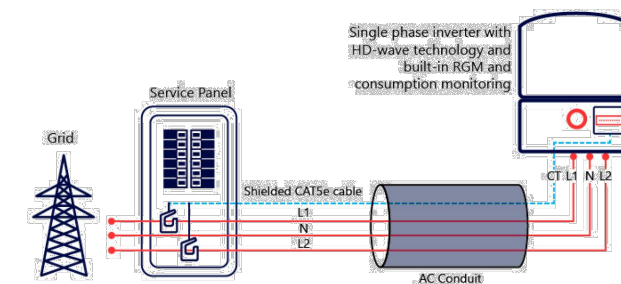 Single phase inverter with
HD-wave technology and
built-in RGM and
consumption monitoring
Service Panel
Grid
Shielded CAT5e cable
CT L1 N L2
L1
N
L2
AC Conduit